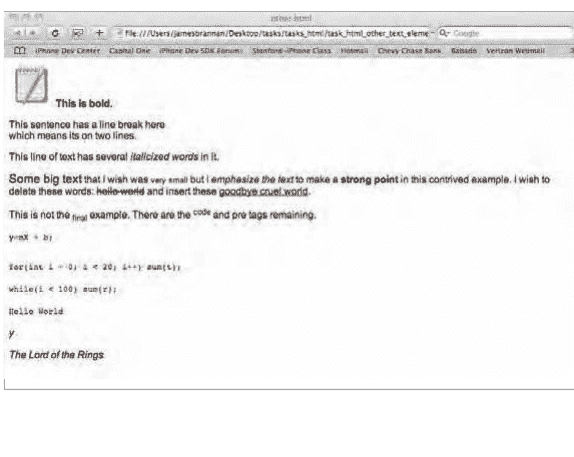 other.html
File:///Users/jamesbrannan/Desktop/tasks/tasks_html/task_html_other_text_eleme
Google
iPhone Dev Center Capital One iPhone Dev SDK Forums Stanford-iPhone Class Hotmail Chevy Chase Bank Sabado Verizon Webmail
This is bold.
This sentence has a line break here
which means its on two lines.
This line of text has several italicized words in it.
Some big text that I wish was very small but I emphasize the text to make a strong point in this contrived example. I wish to
delete these words: hello world and insert these goodbye cruel world.
This is not the final example. There are the code and pre tags remaining.
y=mX + b;
for(int i = 0; i < 20; i++) sum(t);
while(i < 100) sum(r);
Hello World
y
The Lord of the Rings